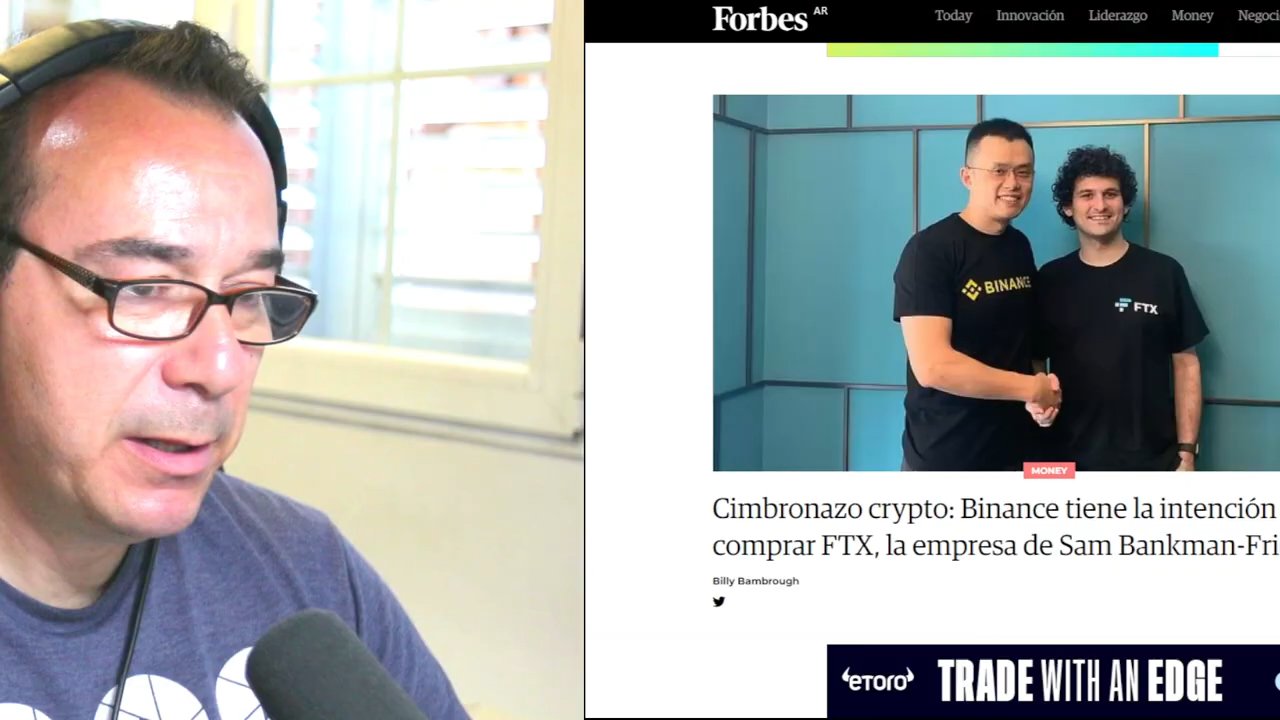 Forbes AR
Today Innovación Liderazgo Money Negoci
BINANCE
FTX
MONEY
Cimbronazo crypto: Binance tiene la intención
comprar FTX, la empresa de Sam Bankman-Fri
Billy Bambrough
etoro TRADE WITH AN EDGE